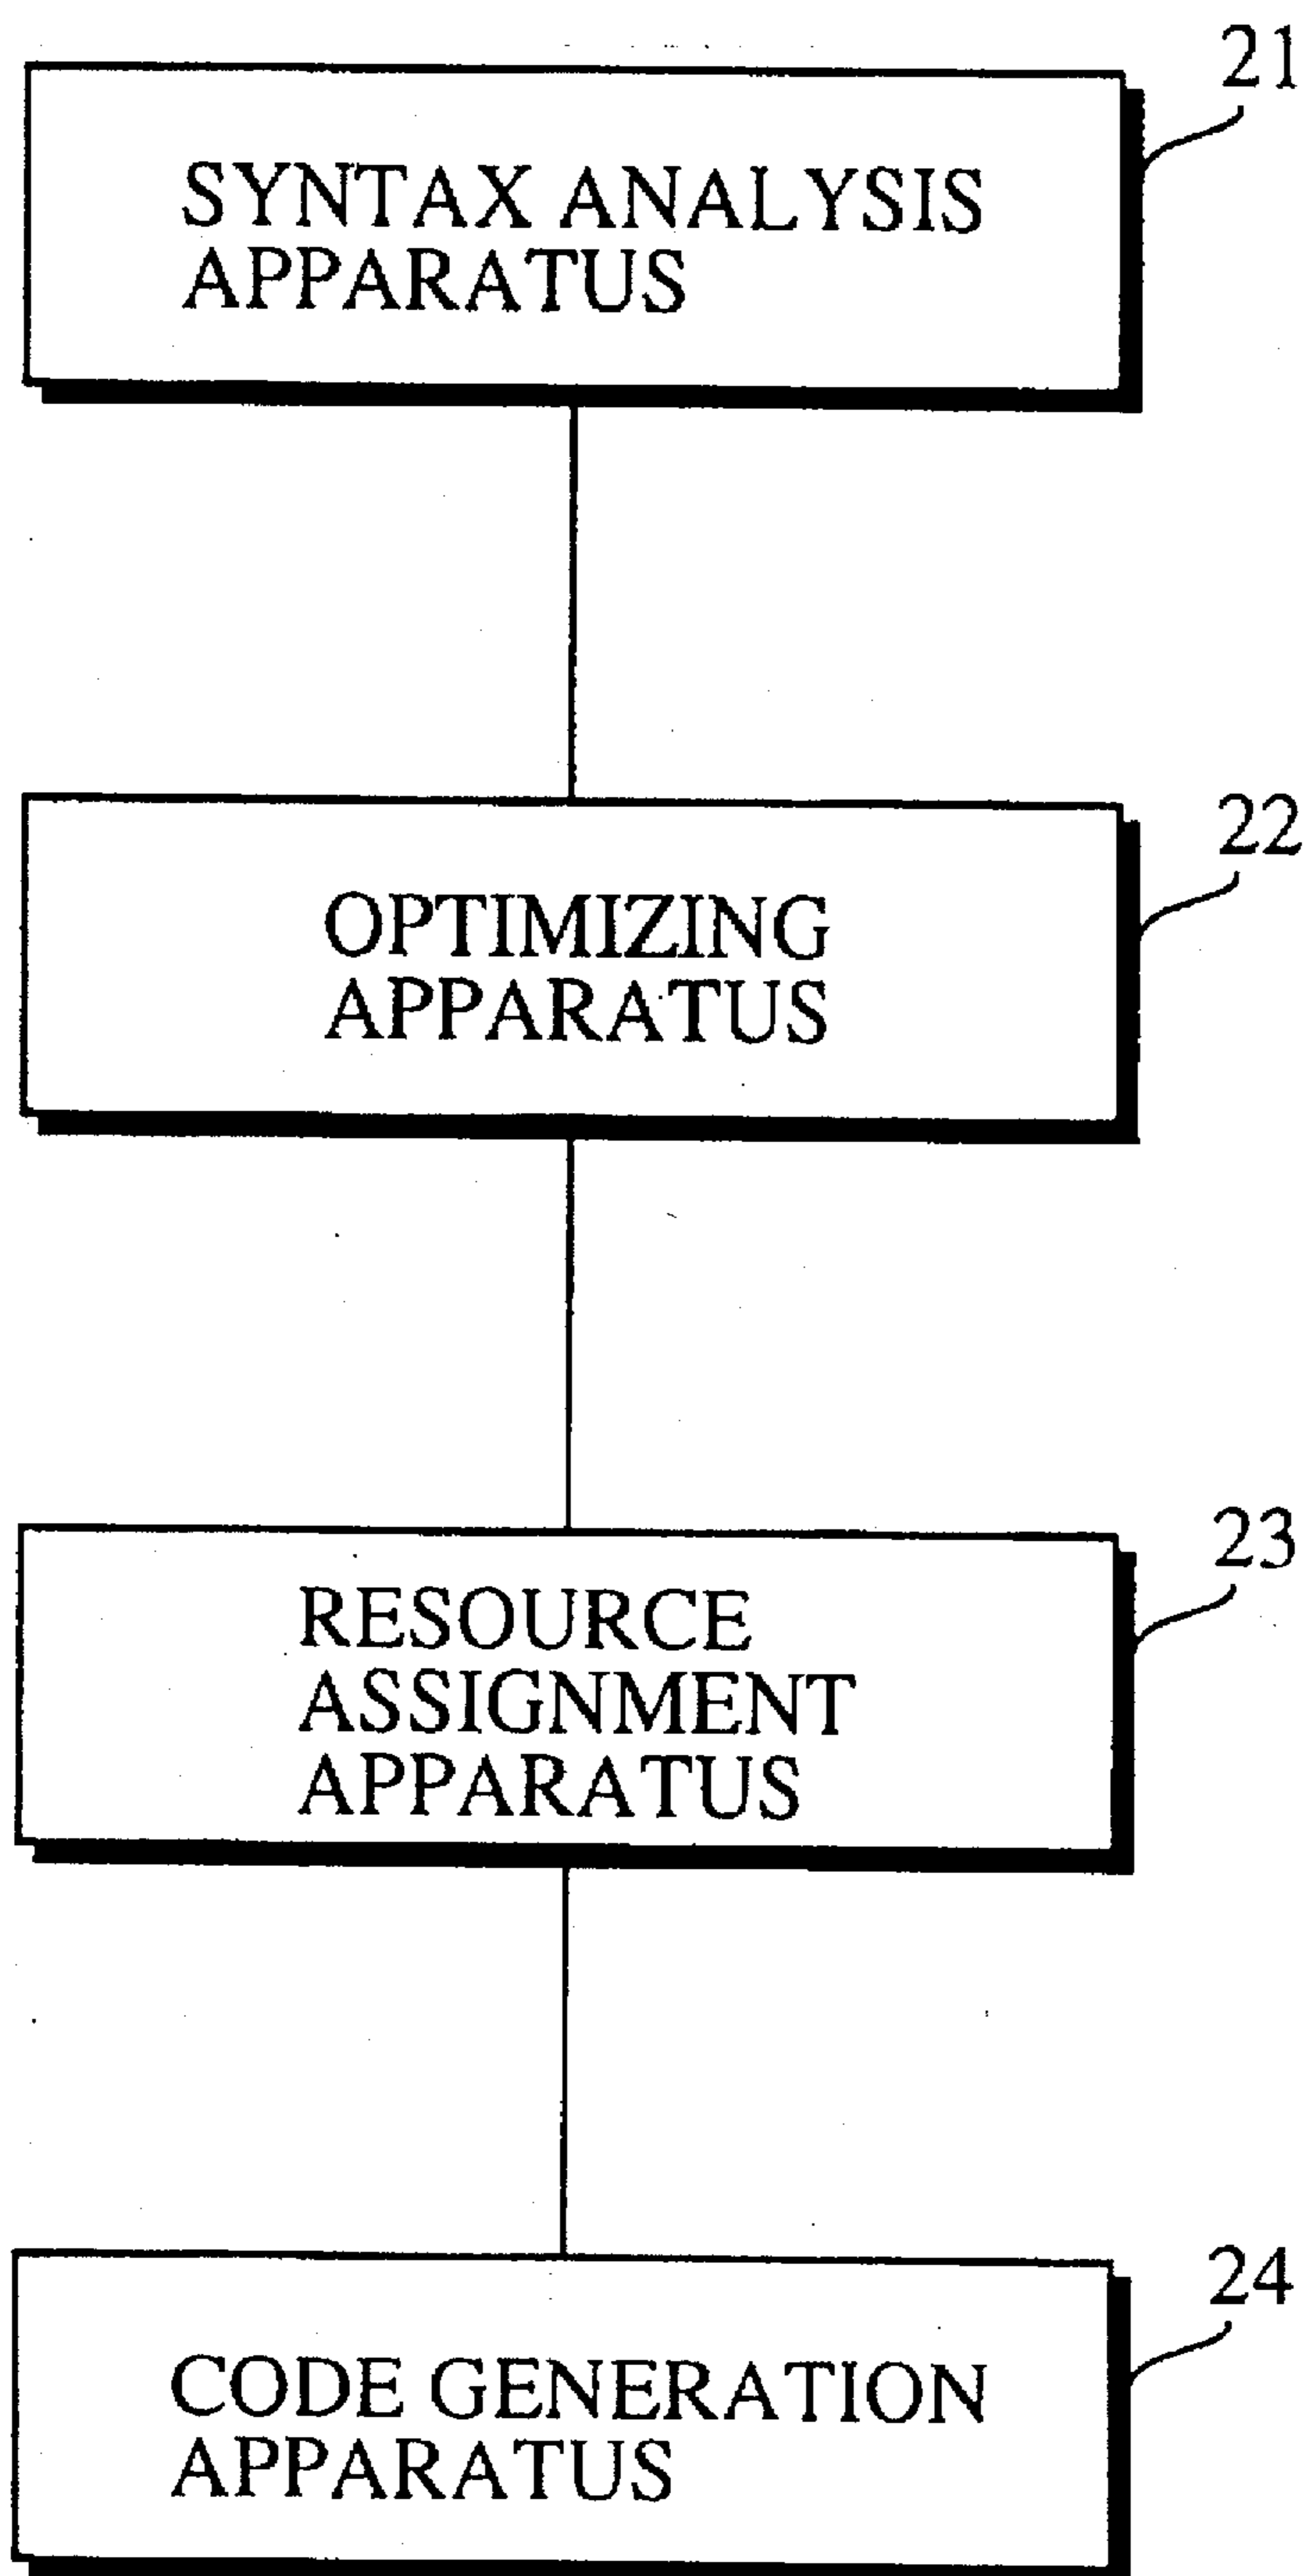 21
SYNTAX ANALYSIS
APPARATUS
22
OPTIMIZING
APPARATUS
23
RESOURCE
ASSIGNMENT
APPARATUS
24
CODE GENERATION
APPARATUS